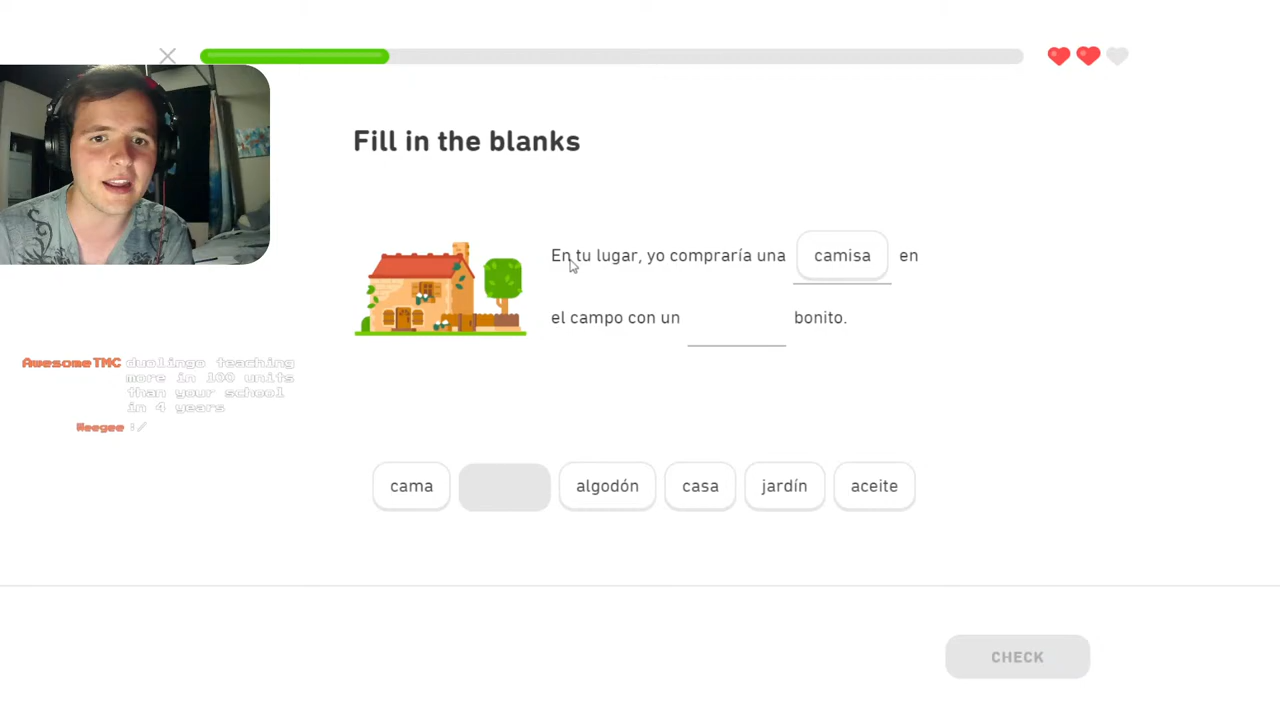 Fill in the blanks
En tu lugar, yo compraría una camisa en
el campo con un bonito.
AwesomeTMC duolingo teaching
more in 100 units
than your school
in 4 years
Weegee :/
cama algodón casa jardín aceite
CHECK